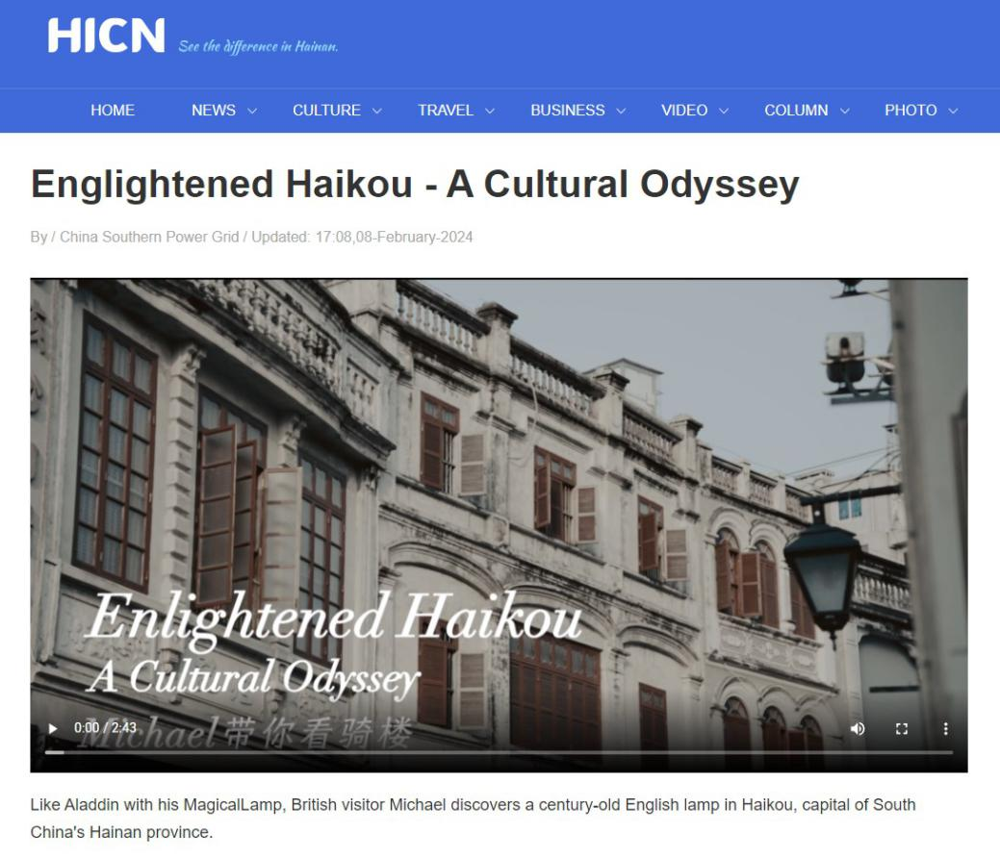 HICN See the difference in Hainan.
HOME NEWS CULTURE TRAVEL BUSINESS VIDEO COLUMN PHOTO
Englightened Haikou - A Cultural Odyssey
By / China Southern Power Grid / Updated: 17:08,08-February-2024
Enlightened Haikou
A Cultural Odyssey
Michael带你看骑楼
0:00 / 2:43
Like Aladdin with his MagicalLamp, British visitor Michael discovers a century-old English lamp in Haikou, capital of South
China's Hainan province.